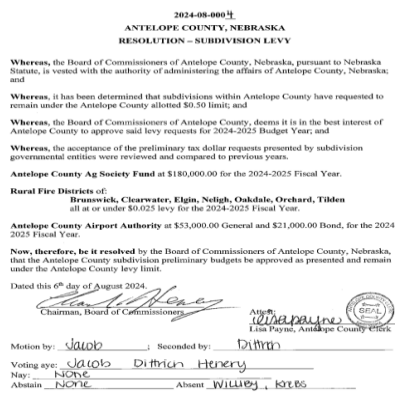 2024-08-0004
ANTELOPE COUNTY, NEBRASKA
RESOLUTION – SUBDIVISION LEVY
Whereas, the Board of Commissioners of Antelope County, Nebraska, pursuant to Nebraska
Statute, is vested with the authority of administering the affairs of Antelope County, Nebraska;
and
Whereas, it has been determined that subdivisions within Antelope County have requested to
remain under the Antelope County allotted $0.50 limit; and
Whereas, the Board of Commissioners of Antelope County, Nebraska, deems it is in the best interest of
Antelope County to approve said levy requests for 2024-2025 Budget Year; and
Whereas, the acceptance of the preliminary tax dollar requests presented by subdivision
governmental entities were reviewed and compared to previous years.
Antelope County Ag Society Fund at $180,000.00 for the 2024-2025 Fiscal Year.
Rural Fire Districts of:
Brunswick, Clearwater, Elgin, Neligh, Oakdale, Orchard, Tilden
all at or under $0.025 levy for the 2024-2025 Fiscal Year.
Antelope County Airport Authority at $53,000.00 General and $21,000.00 Bond, for the 2024
2025 Fiscal Year.
Now, therefore, be it resolved by the Board of Commissioners of Antelope County, Nebraska,
that the Antelope County subdivision preliminary budgets be approved as presented and remain
under the Antelope County levy limit.
Dated this 6th day of August 2024.
Chairman, Board of Commissioners
Attest:
Lisa Payne
SEAL
Lisa Payne, Antelope County Clerk
Motion by: Jacob ; Seconded by: Dittrich
Voting aye: Jacob Dittrich Henery
Nay: None
Abstain None Absent Williby, Krebs